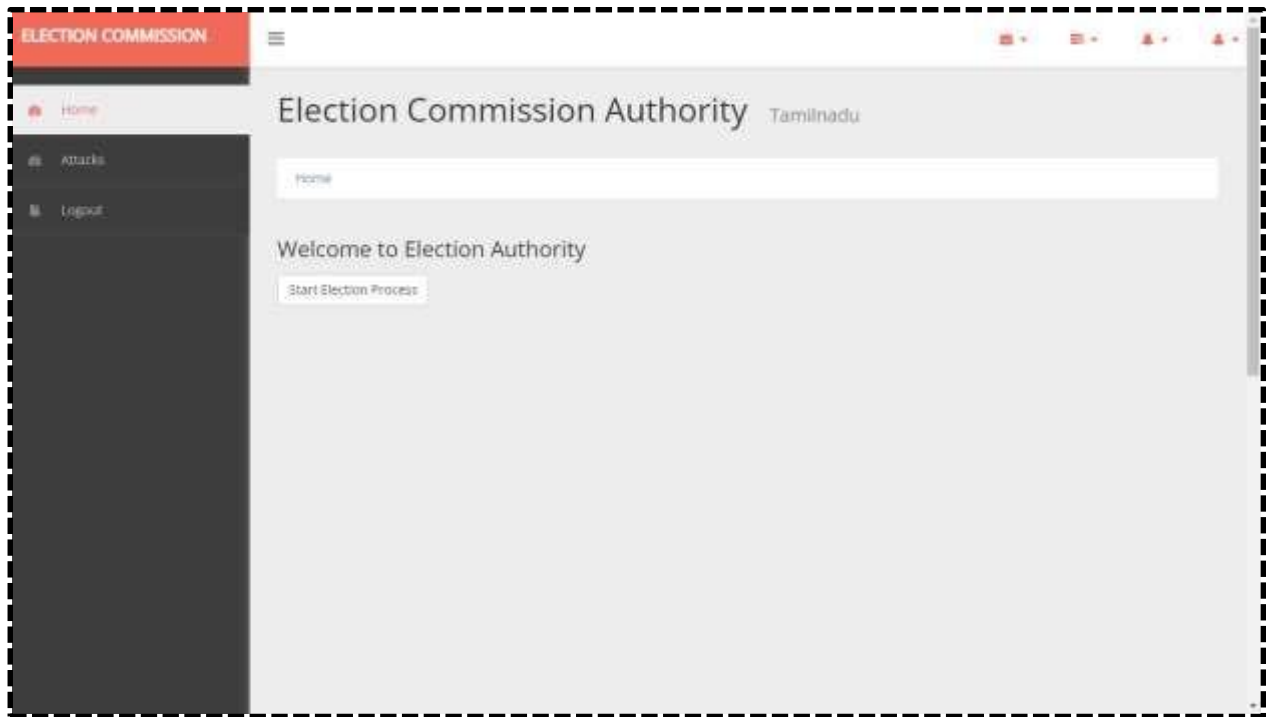 ELECTION COMMISSION
Home
Attacks
Logout
Election Commission Authority Tamilnadu
Home
Welcome to Election Authority
Start Election Process